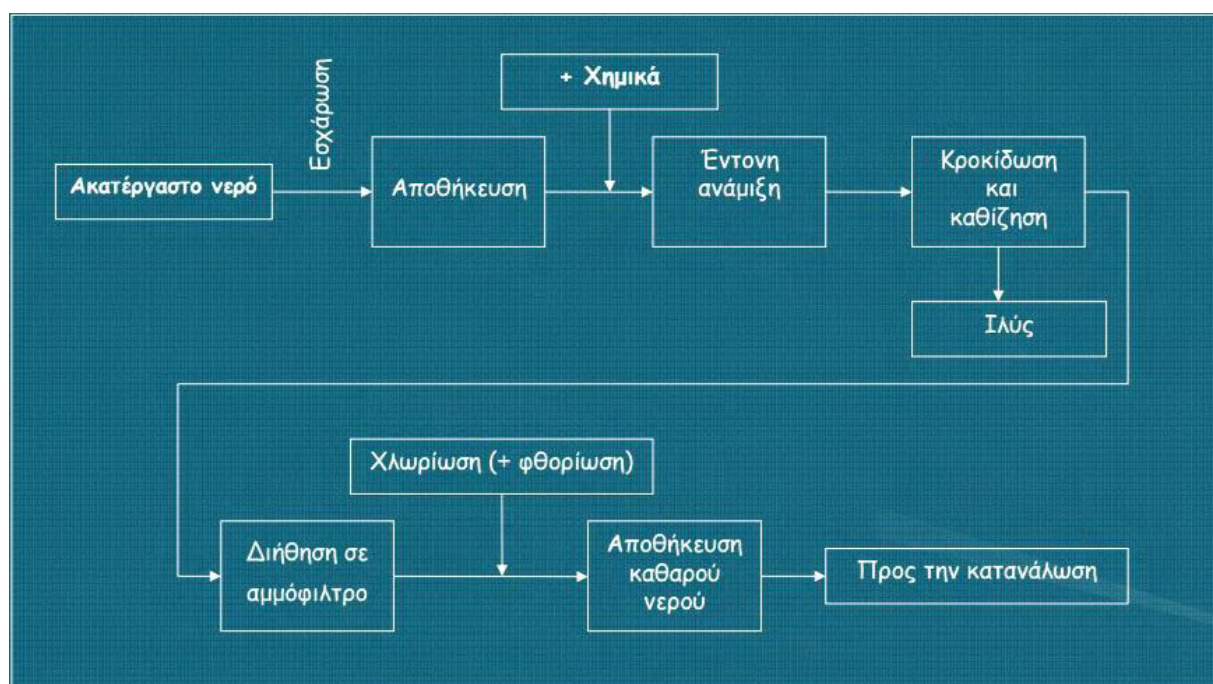 + Χημικά
Εσχάρωση
Ακατέργαστο νερό
Αποθήκευση
Έντονη
ανάμιξη
Κροκίδωση
και
καθίζηση
Ιλύς
Χλωρίωση (+ φθορίωση)
Διήθηση σε
αμμόφιλτρο
Αποθήκευση
καθαρού
νερού
Προς την κατανάλωση